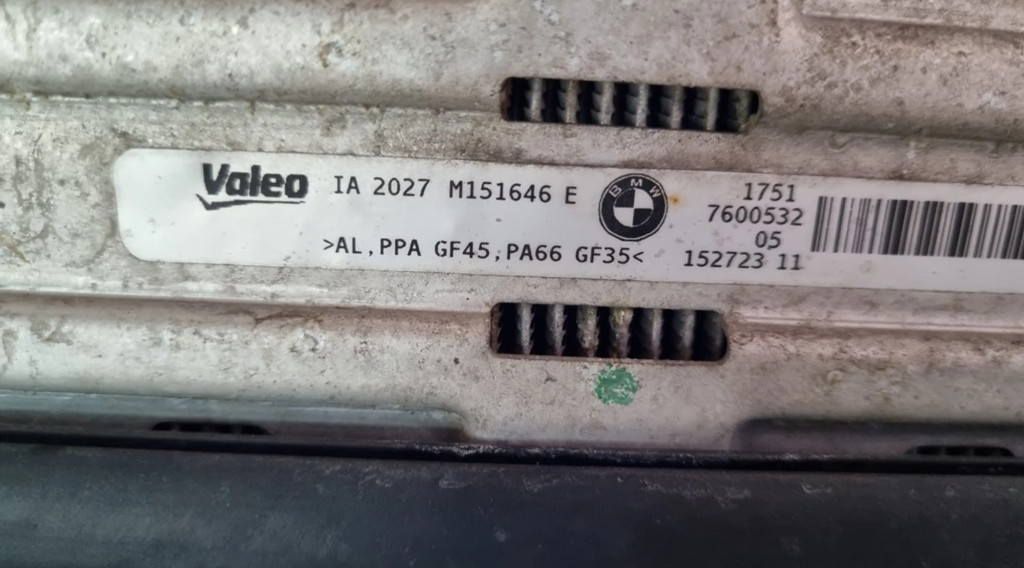 Valeo IA 2027 M151646 E BMW 1751
7600532
05
>AL,PPA GF45,PA66 GF35< 152723 11